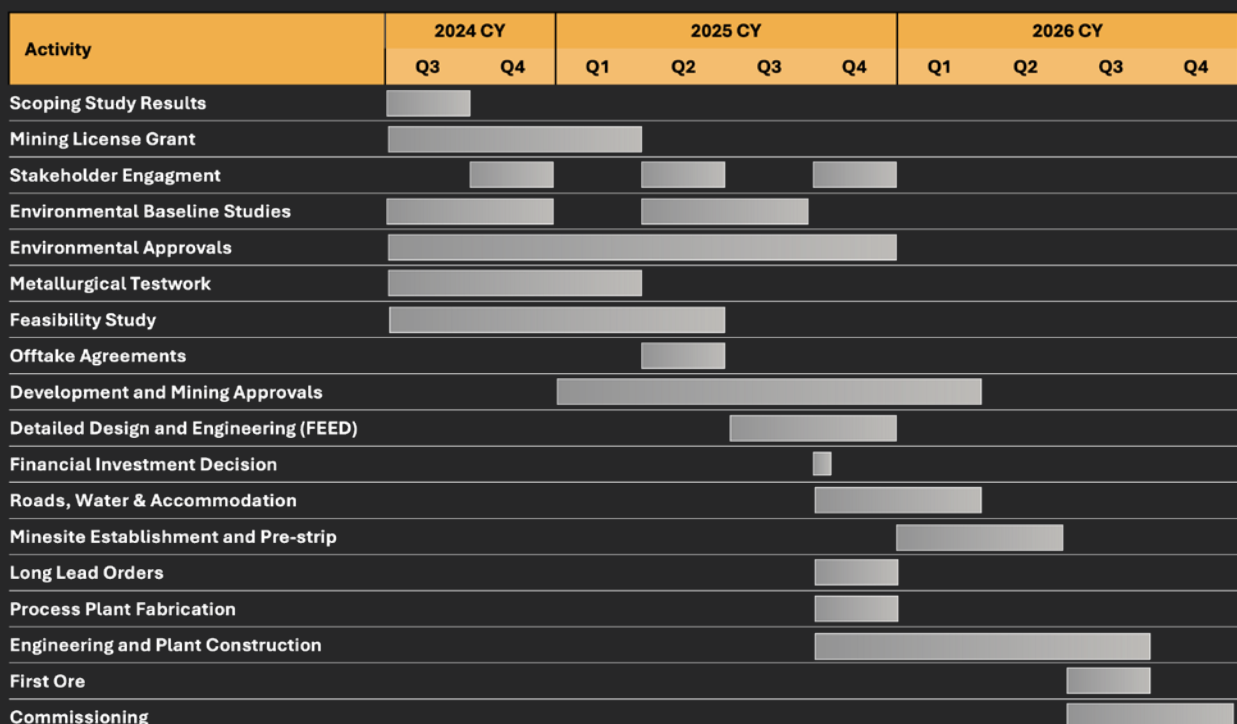 Activity
2024 CY 2025 CY 2026 CY
Q3 Q4 Q1 Q2 Q3 Q4 Q1 Q2 Q3 Q4
Scoping Study Results
Mining License Grant
Stakeholder Engagment
Environmental Baseline Studies
Environmental Approvals
Metallurgical Testwork
Feasibility Study
Offtake Agreements
Development and Mining Approvals
Detailed Design and Engineering (FEED)
Financial Investment Decision
Roads, Water & Accommodation
Minesite Establishment and Pre-strip
Long Lead Orders
Process Plant Fabrication
Engineering and Plant Construction
First Ore
Commissioning